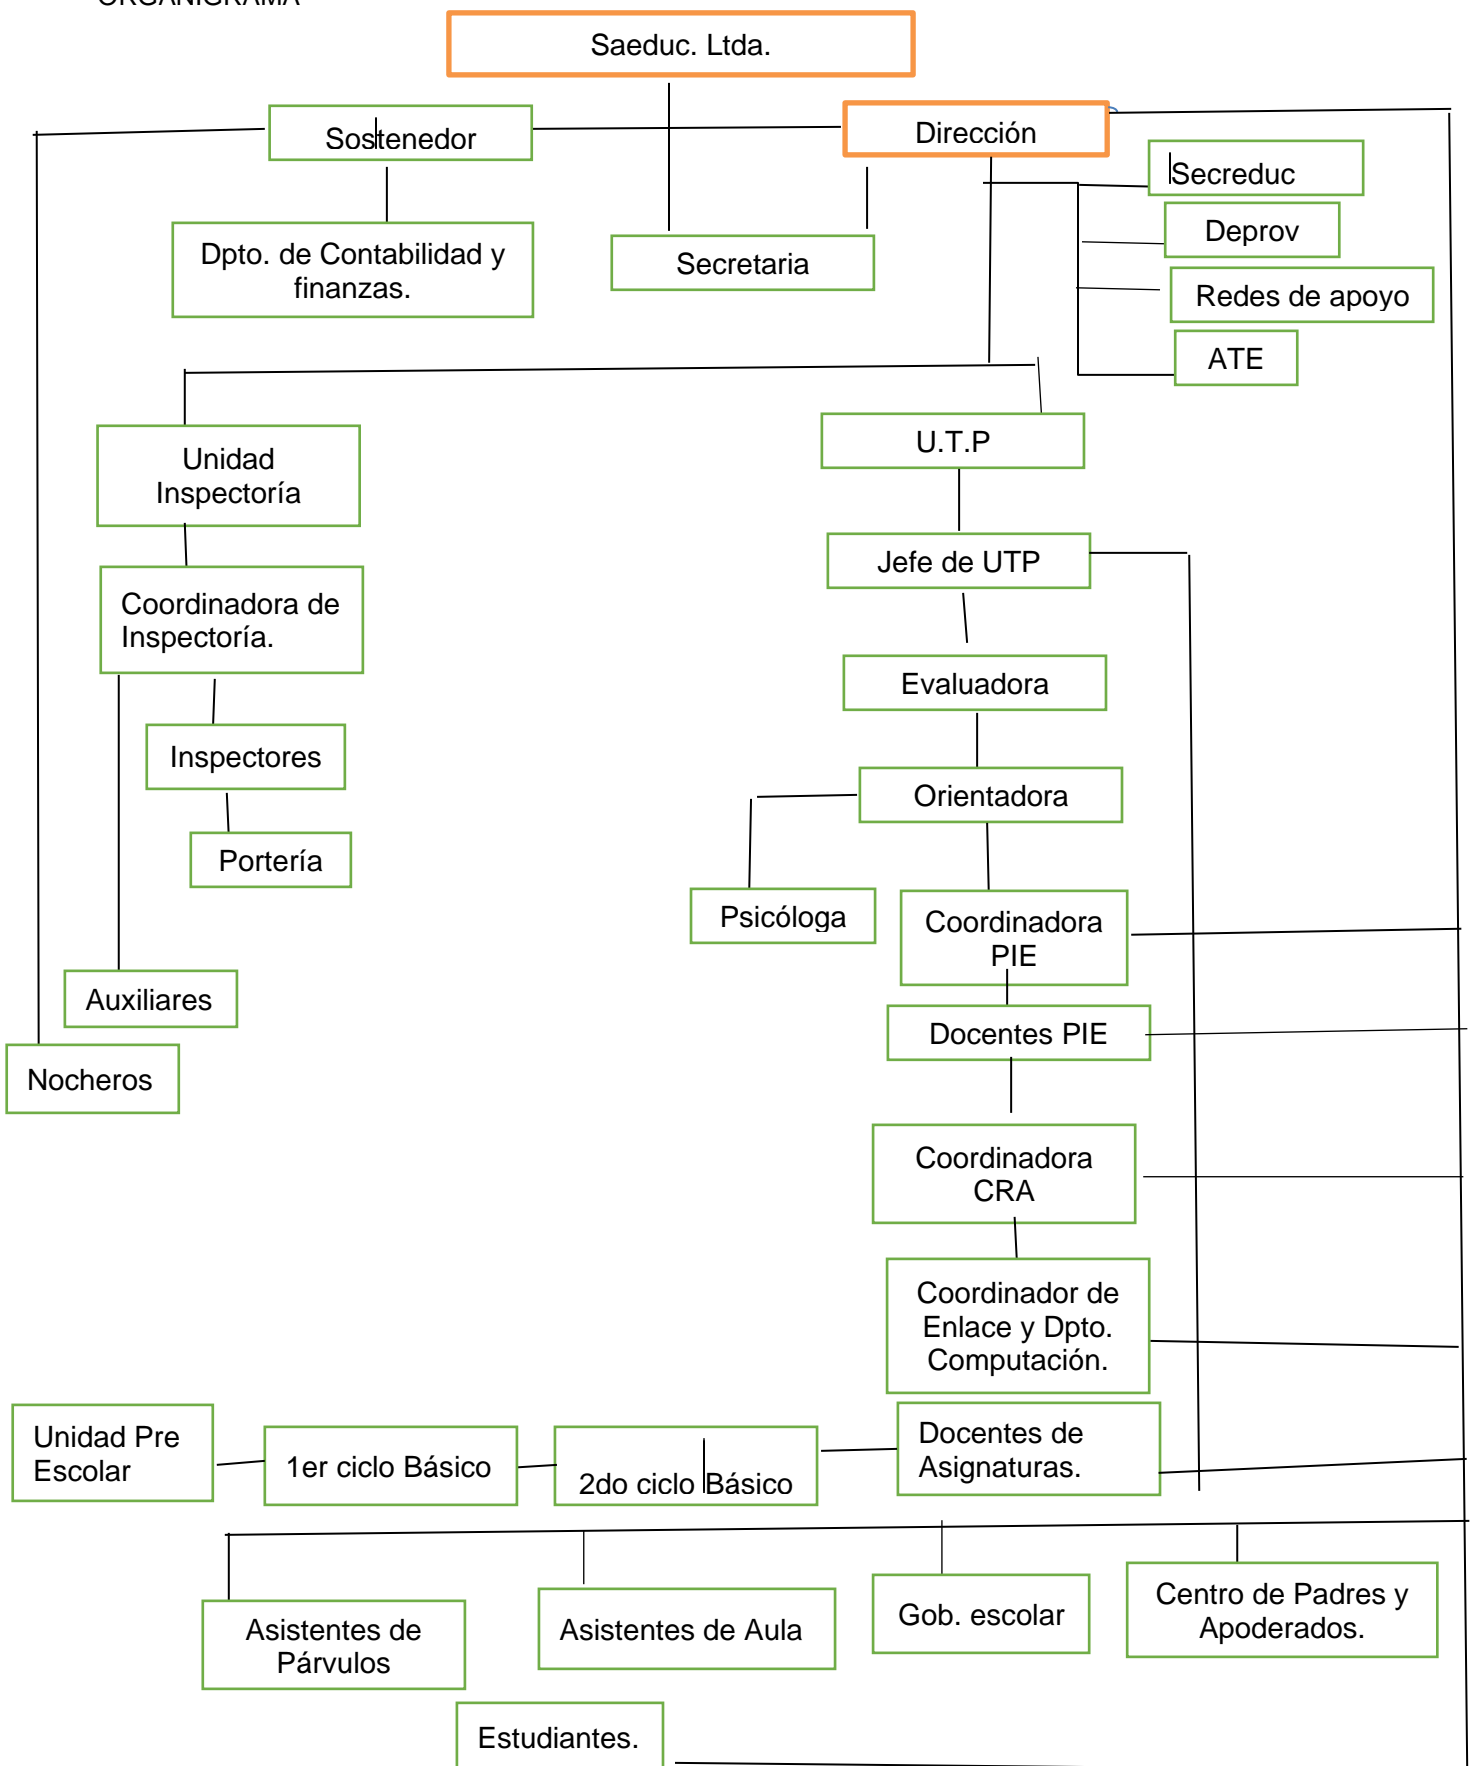 ORGANIGRAMA
Saeduc. Ltda.
Sostenedor
Dirección
Secreduc
Deprov
Dpto. de Contabilidad y
finanzas.
Secretaria
Redes de apoyo
ATE
Unidad
Inspectoría
U.T.P
Jefe de UTP
Coordinadora de
Inspectoría.
Evaluadora
Inspectores
Orientadora
Portería
Psicóloga
Coordinadora
PIE
Auxiliares
Docentes PIE
Nocheros
Coordinadora
CRA
Coordinador de
Enlace y Dpto.
Computación.
Unidad Pre
Escolar
1er ciclo Básico
2do ciclo Básico
Docentes de
Asignaturas.
Asistentes de
Párvulos
Asistentes de Aula
Gob. escolar
Centro de Padres y
Apoderados.
Estudiantes.